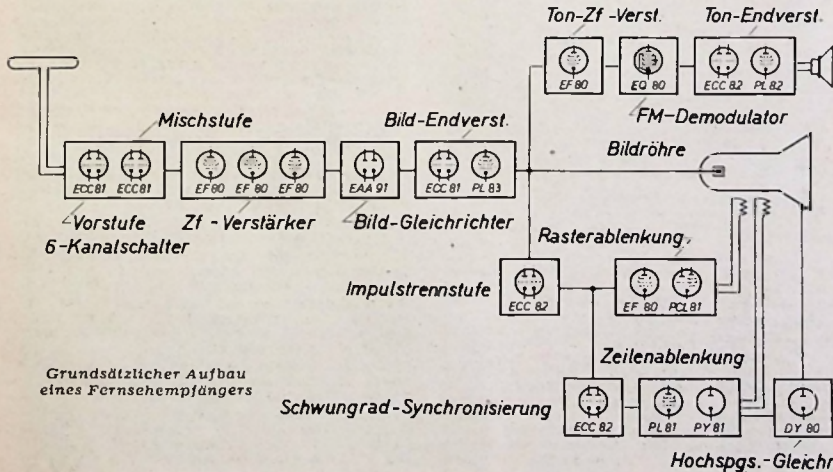 Ton-Zf-Verst.
Ton-Endverst.
EF 80
EQ 80
ECC 82
PL 82
FM-Demodulator
Mischstufe
Bild-Endverst.
Bildröhre
ECC 81
ECC 81
EF 80
EF 80
EF 80
EAA 91
ECC 81
PL 83
Vorstufe
6-Kanalschalter
Zf-Verstärker
Bild-Gleichrichter
Rasterablenkung
Impulstrennstufe
ECC 82
EF 80
PCL 81
Grundsätzlicher Aufbau
eines Fernsehempfängers
Zeilenablenkung
Schwungrad-Synchronisierung
ECC 82
PL 81
PY 81
DY 80
Hochspgs.-Gleichr